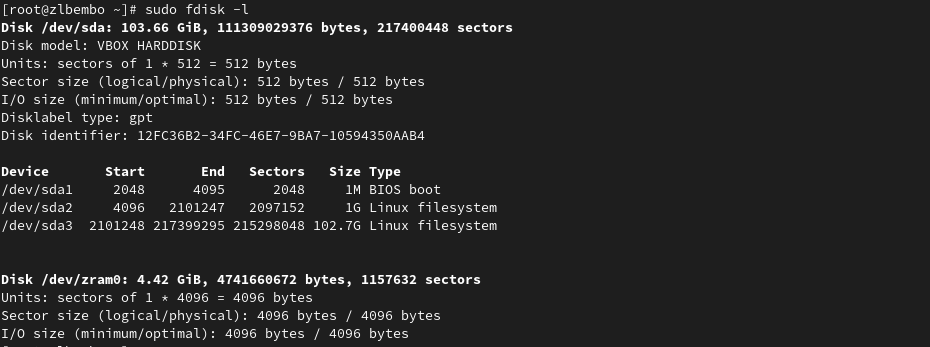 [root@zlbembo ~]# sudo fdisk -l
Disk /dev/sda: 103.66 GiB, 111309029376 bytes, 217400448 sectors
Disk model: VBOX HARDDISK
Units: sectors of 1 * 512 = 512 bytes
Sector size (logical/physical): 512 bytes / 512 bytes
I/O size (minimum/optimal): 512 bytes / 512 bytes
Disklabel type: gpt
Disk identifier: 12FC36B2-34FC-46E7-9BA7-10594350AAB4
Device Start End Sectors Size Type
/dev/sda1 2048 4095 2048 1M BIOS boot
/dev/sda2 4096 2101247 2097152 1G Linux filesystem
/dev/sda3 2101248 217399295 215298048 102.7G Linux filesystem
Disk /dev/zram0: 4.42 GiB, 4741660672 bytes, 1157632 sectors
Units: sectors of 1 * 4096 = 4096 bytes
Sector size (logical/physical): 4096 bytes / 4096 bytes
I/O size (minimum/optimal): 4096 bytes / 4096 bytes